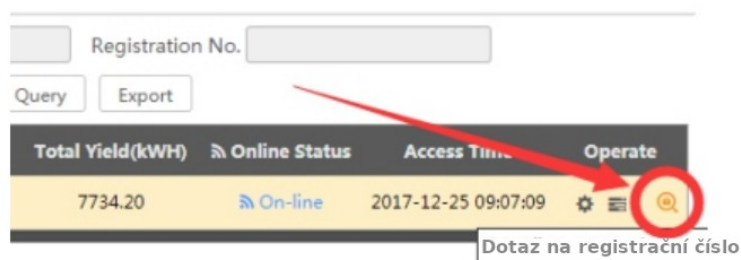 Registration No.
Query Export
Total Yield(kWH) Online Status Access Time Operate
7734.20 On-line 2017-12-25 09:07:09
Dotaž na registrační číslo